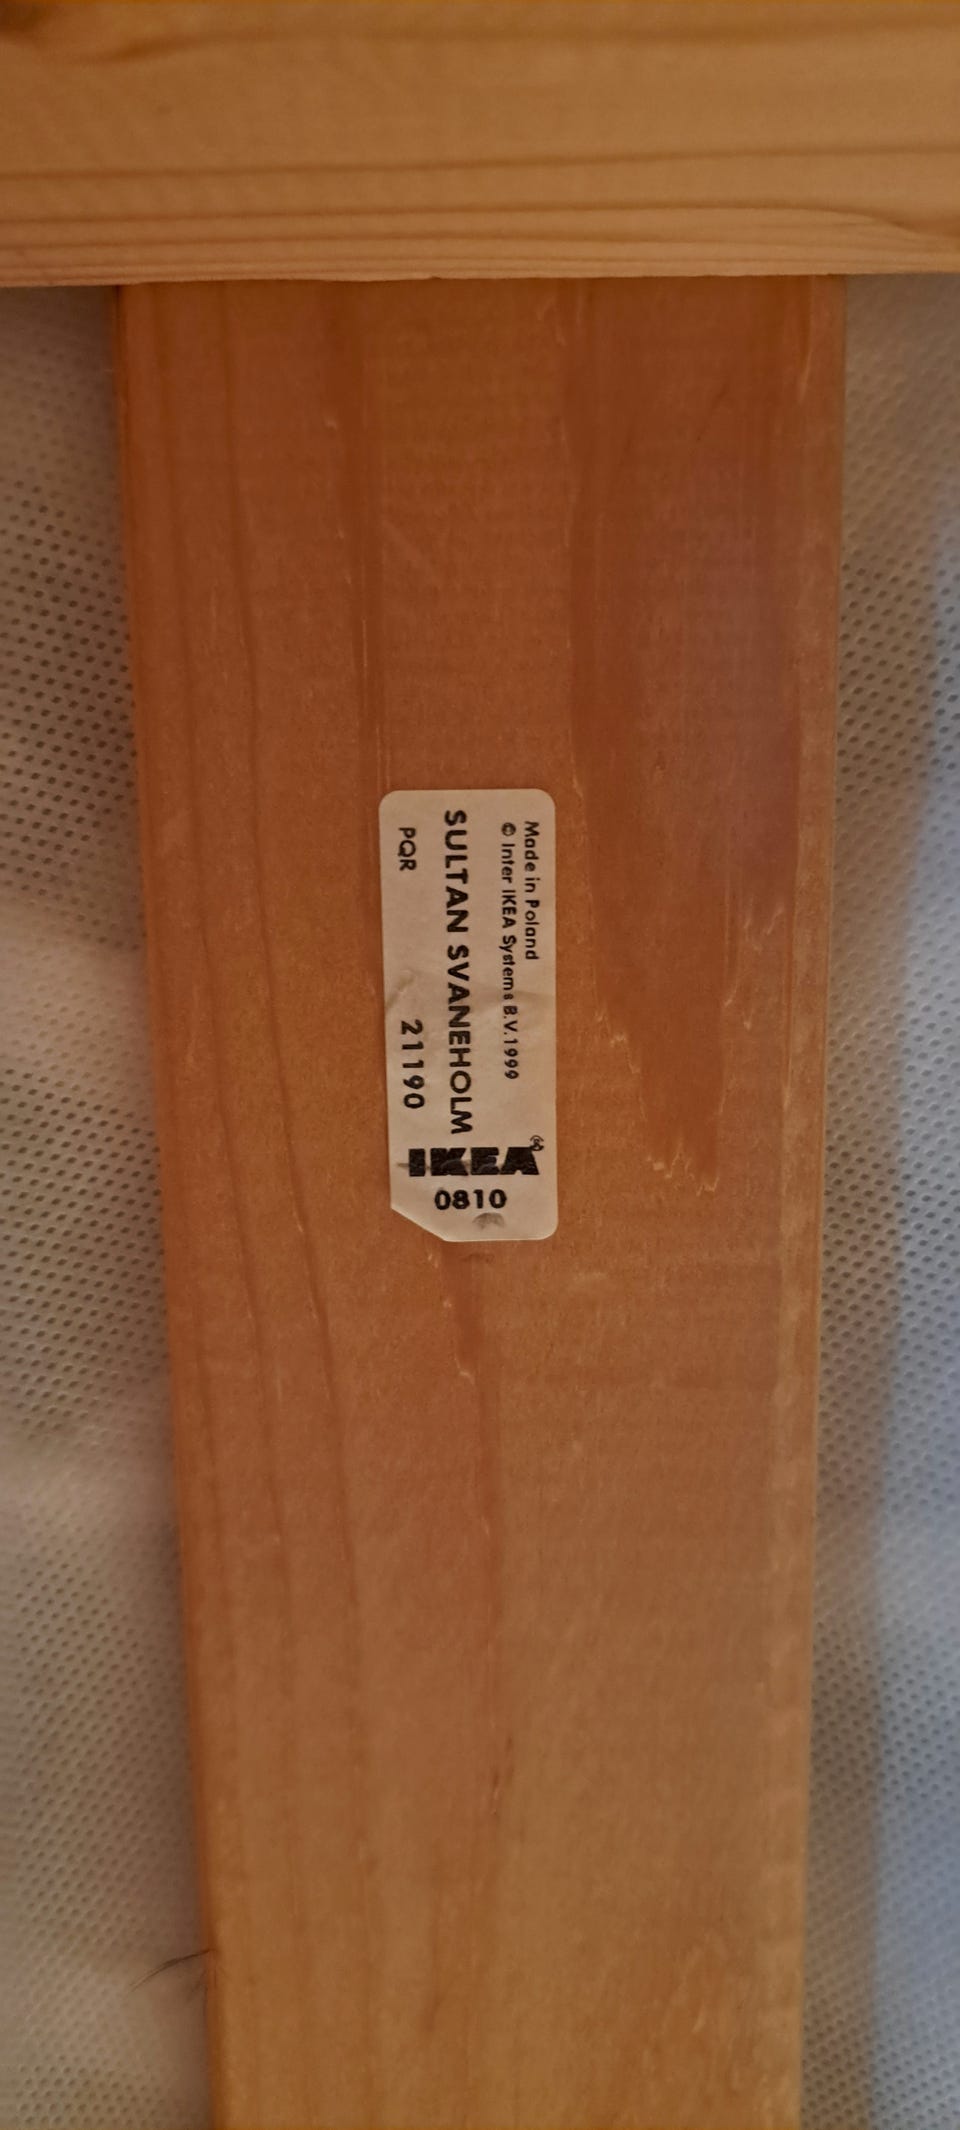 Made in Poland
© Inter IKEA Systems B.V.1999
SULTAN SVANEHOLM
PQR 21190
IKEA®
0810